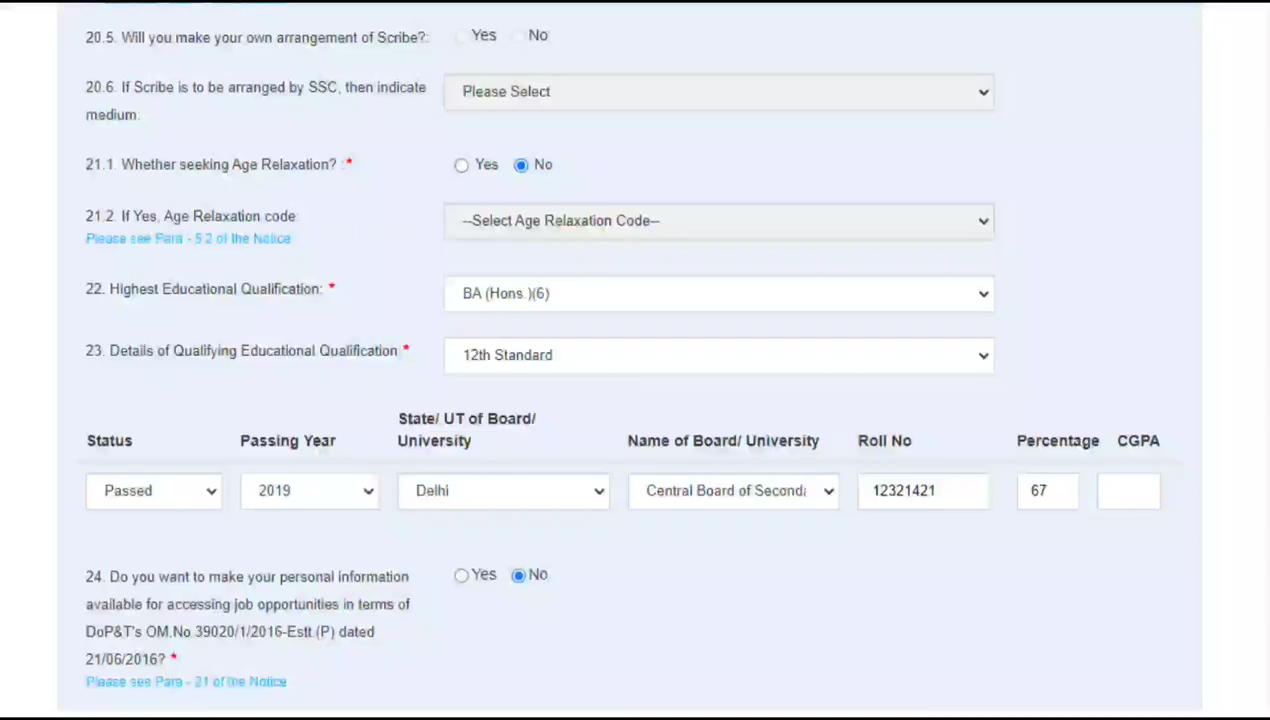 20.5. Will you make your own arrangement of Scribe?: Yes No
20.6. If Scribe is to be arranged by SSC, then indicate
medium.
Please Select
21.1. Whether seeking Age Relaxation? : * Yes No
21.2. If Yes, Age Relaxation code:
--Select Age Relaxation Code--
Please see Para - 5.2 of the Notice
22. Highest Educational Qualification: * BA (Hons.)(6)
23. Details of Qualifying Educational Qualification * 12th Standard
Status Passing Year State/ UT of Board/
University Name of Board/ University Roll No Percentage CGPA
Passed 2019 Delhi Central Board of Seconda 12321421 67
24. Do you want to make your personal information Yes No
available for accessing job opportunities in terms of
DoP&T's OM.No.39020/1/2016-Estt.(P) dated
21/06/2016? *
Please see Para - 21 of the Notice